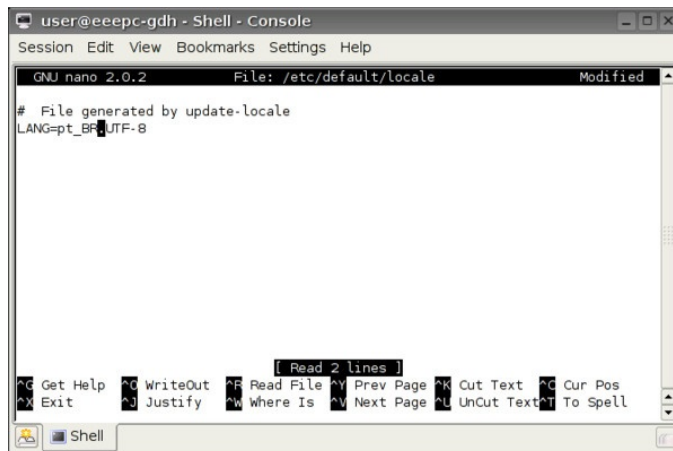 user@eeepc-gdh - Shell - Console
Session Edit View Bookmarks Settings Help
GNU nano 2.0.2 File: /etc/default/locale Modified
# File generated by update-locale
LANG=pt_BR.UTF-8
[ Read 2 lines ]
^G Get Help ^O WriteOut ^R Read File ^Y Prev Page ^K Cut Text ^C Cur Pos
^X Exit ^J Justify ^W Where Is ^V Next Page ^U UnCut Text ^T To Spell
Shell